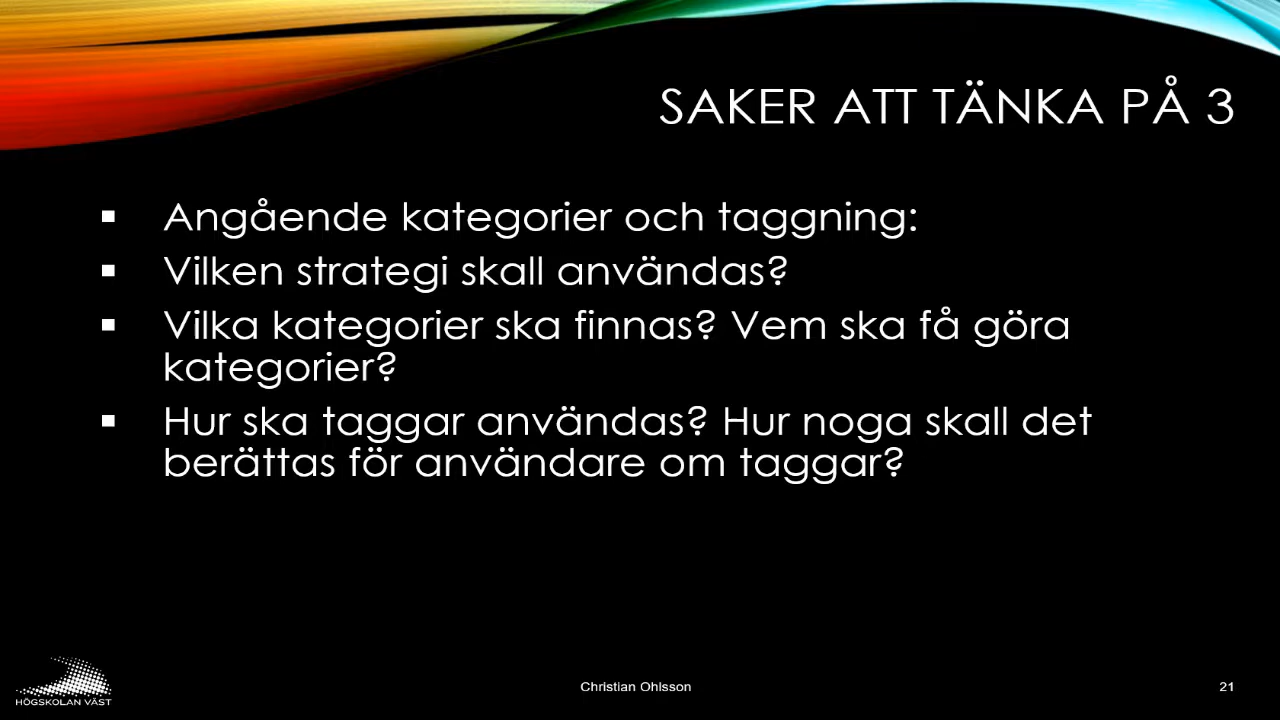 SAKER ATT TÄNKA PÅ 3
▪ Angående kategorier och taggning:
▪ Vilken strategi skall användas?
▪ Vilka kategorier ska finnas? Vem ska få göra
kategorier?
▪ Hur ska taggar användas? Hur noga skall det
berättas för användare om taggar?
HÖGSKOLAN VÄST
Christian Ohlsson
21